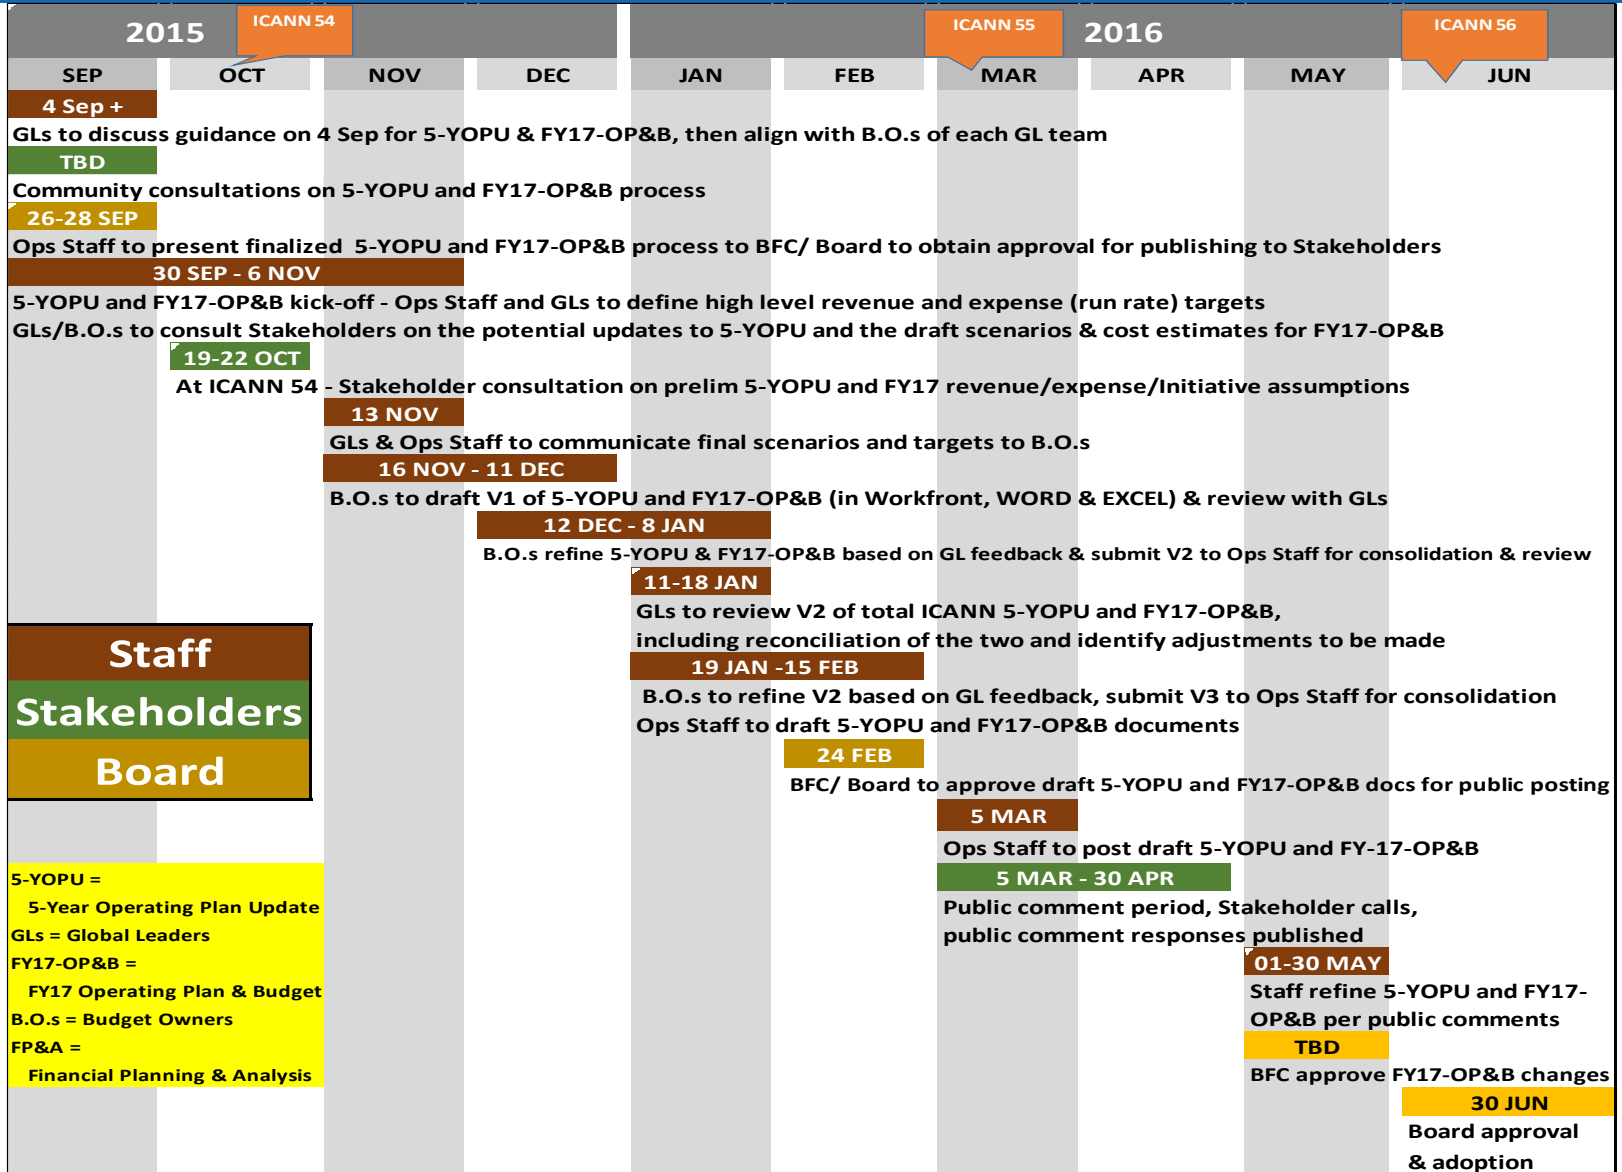 2015
ICANN 54
ICANN 55
2016
ICANN 56
SEP OCT NOV DEC JAN FEB MAR APR MAY JUN
4 Sep +
GLs to discuss guidance on 4 Sep for 5-YOPU & FY17-OP&B, then align with B.O.s of each GL team
TBD
Community consultations on 5-YOPU and FY17-OP&B process
26-28 SEP
Ops Staff to present finalized 5-YOPU and FY17-OP&B process to BFC/ Board to obtain approval for publishing to Stakeholders
30 SEP - 6 NOV
5-YOPU and FY17-OP&B kick-off - Ops Staff and GLs to define high level revenue and expense (run rate) targets
GLs/B.O.s to consult Stakeholders on the potential updates to 5-YOPU and the draft scenarios & cost estimates for FY17-OP&B
19-22 OCT
At ICANN 54 - Stakeholder consultation on prelim 5-YOPU and FY17 revenue/expense/Initiative assumptions
13 NOV
GLs & Ops Staff to communicate final scenarios and targets to B.O.s
16 NOV - 11 DEC
B.O.s to draft V1 of 5-YOPU and FY17-OP&B (in Workfront, WORD & EXCEL) & review with GLs
12 DEC - 8 JAN
B.O.s refine 5-YOPU & FY17-OP&B based on GL feedback & submit V2 to Ops Staff for consolidation & review
11-18 JAN
GLs to review V2 of total ICANN 5-YOPU and FY17-OP&B,
including reconciliation of the two and identify adjustments to be made
19 JAN -15 FEB
B.O.s to refine V2 based on GL feedback, submit V3 to Ops Staff for consolidation
Ops Staff to draft 5-YOPU and FY17-OP&B documents
24 FEB
BFC/ Board to approve draft 5-YOPU and FY17-OP&B docs for public posting
5 MAR
Ops Staff to post draft 5-YOPU and FY-17-OP&B
5 MAR - 30 APR
Public comment period, Stakeholder calls,
public comment responses published
01-30 MAY
Staff refine 5-YOPU and FY17-
OP&B per public comments
TBD
BFC approve FY17-OP&B changes
30 JUN
Board approval
& adoption
Staff
Stakeholders
Board
5-YOPU =
5-Year Operating Plan Update
GLs = Global Leaders
FY17-OP&B =
FY17 Operating Plan & Budget
B.O.s = Budget Owners
FP&A =
Financial Planning & Analysis